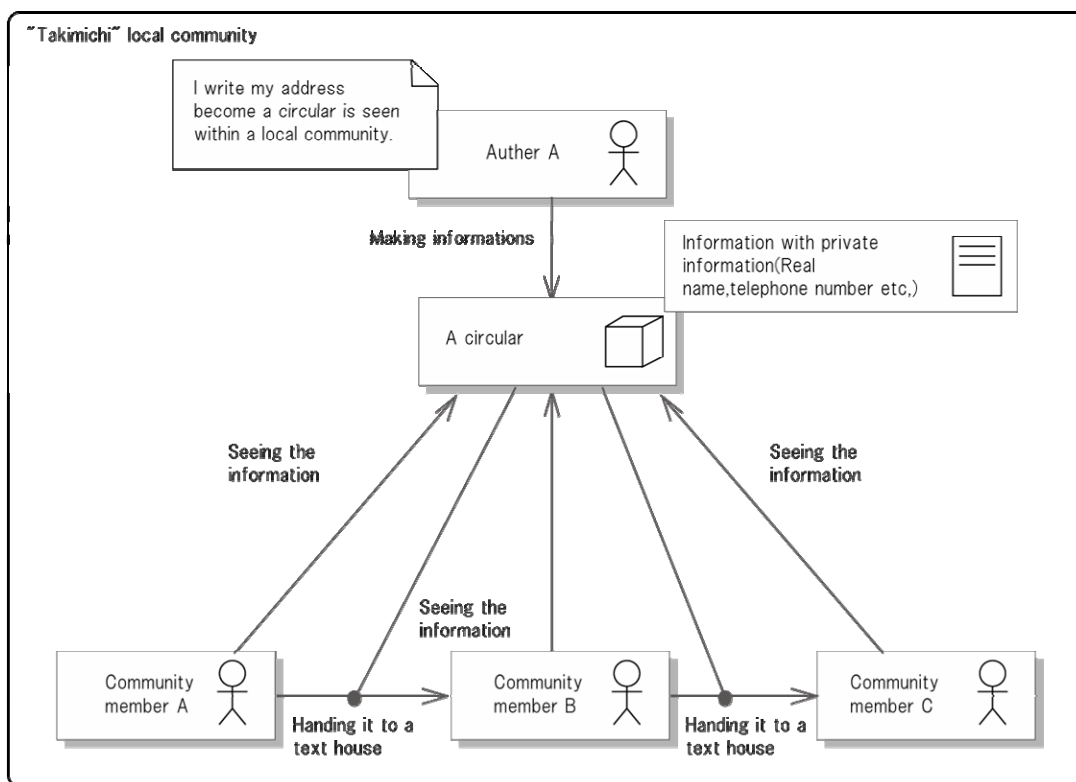 "Takimichi" local community
I write my address
become a circular is seen
within a local community.
Auther A
Making informations
Information with private
information(Real
name,telephone number etc,)
A circular
Seeing the
information
Seeing the
information
Seeing the
information
Community
member A
Community
member B
Community
member C
Handing it to a
text house
Handing it to a
text house